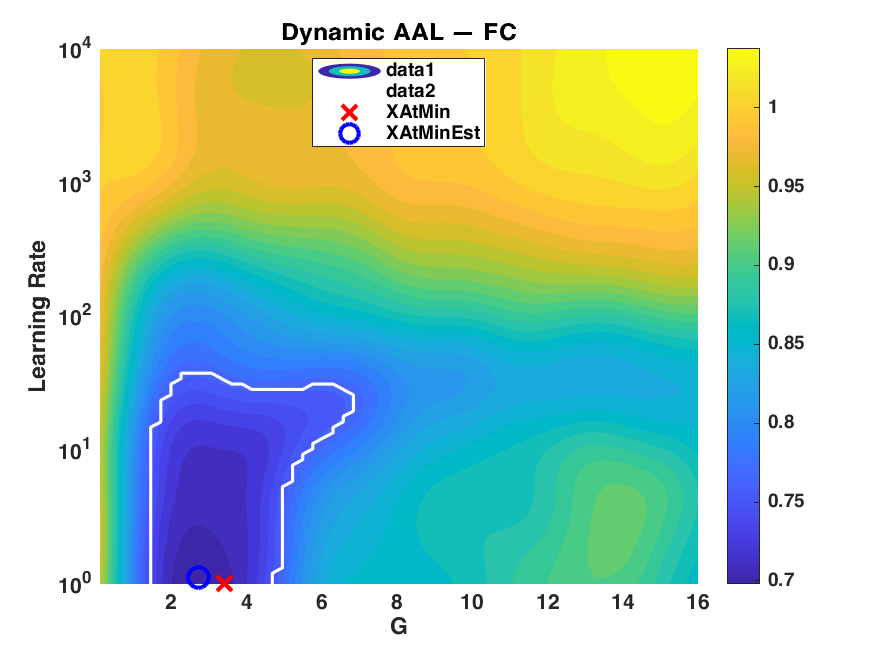 Dynamic AAL — FC
data1
data2
XAtMin
XAtMinEst
Learning Rate
10^4
10^3
10^2
10^1
10^0
2 4 6 8 10 12 14 16
G
1
0.95
0.9
0.85
0.8
0.75
0.7